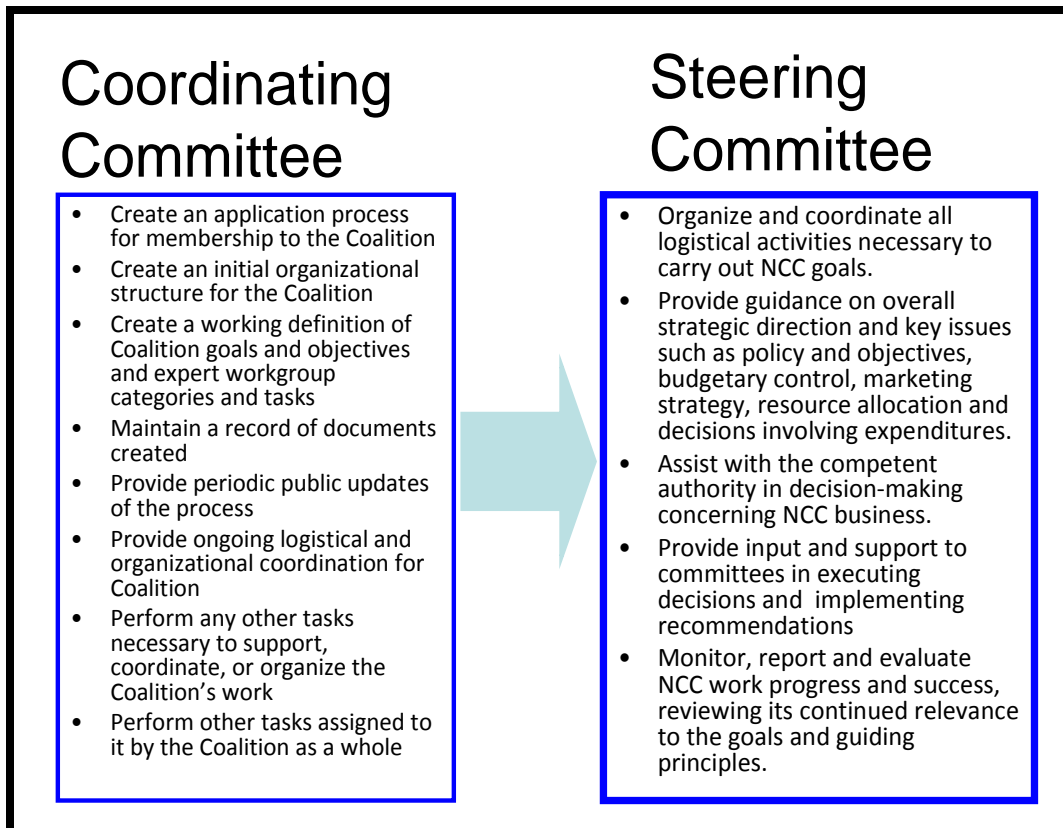 Coordinating
Committee
• Create an application process
for membership to the Coalition
• Create an initial organizational
structure for the Coalition
• Create a working definition of
Coalition goals and objectives
and expert workgroup
categories and tasks
• Maintain a record of documents
created
• Provide periodic public updates
of the process
• Provide ongoing logistical and
organizational coordination for
Coalition
• Perform any other tasks
necessary to support,
coordinate, or organize the
Coalition’s work
• Perform other tasks assigned to
it by the Coalition as a whole
Steering
Committee
• Organize and coordinate all
logistical activities necessary to
carry out NCC goals.
• Provide guidance on overall
strategic direction and key issues
such as policy and objectives,
budgetary control, marketing
strategy, resource allocation and
decisions involving expenditures.
• Assist with the competent
authority in decision-making
concerning NCC business.
• Provide input and support to
committees in executing
decisions and  implementing
recommendations
• Monitor, report and evaluate
NCC work progress and success,
reviewing its continued relevance
to the goals and guiding
principles.